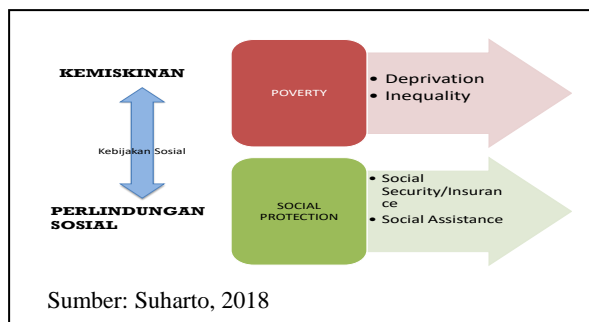 KEMISKINAN
Kebijakan Sosial
PERLINDUNGAN
SOSIAL
POVERTY
• Deprivation
• Inequality
SOCIAL
PROTECTION
• Social
Security/Insuran
ce
• Social Assistance
Sumber: Suharto, 2018